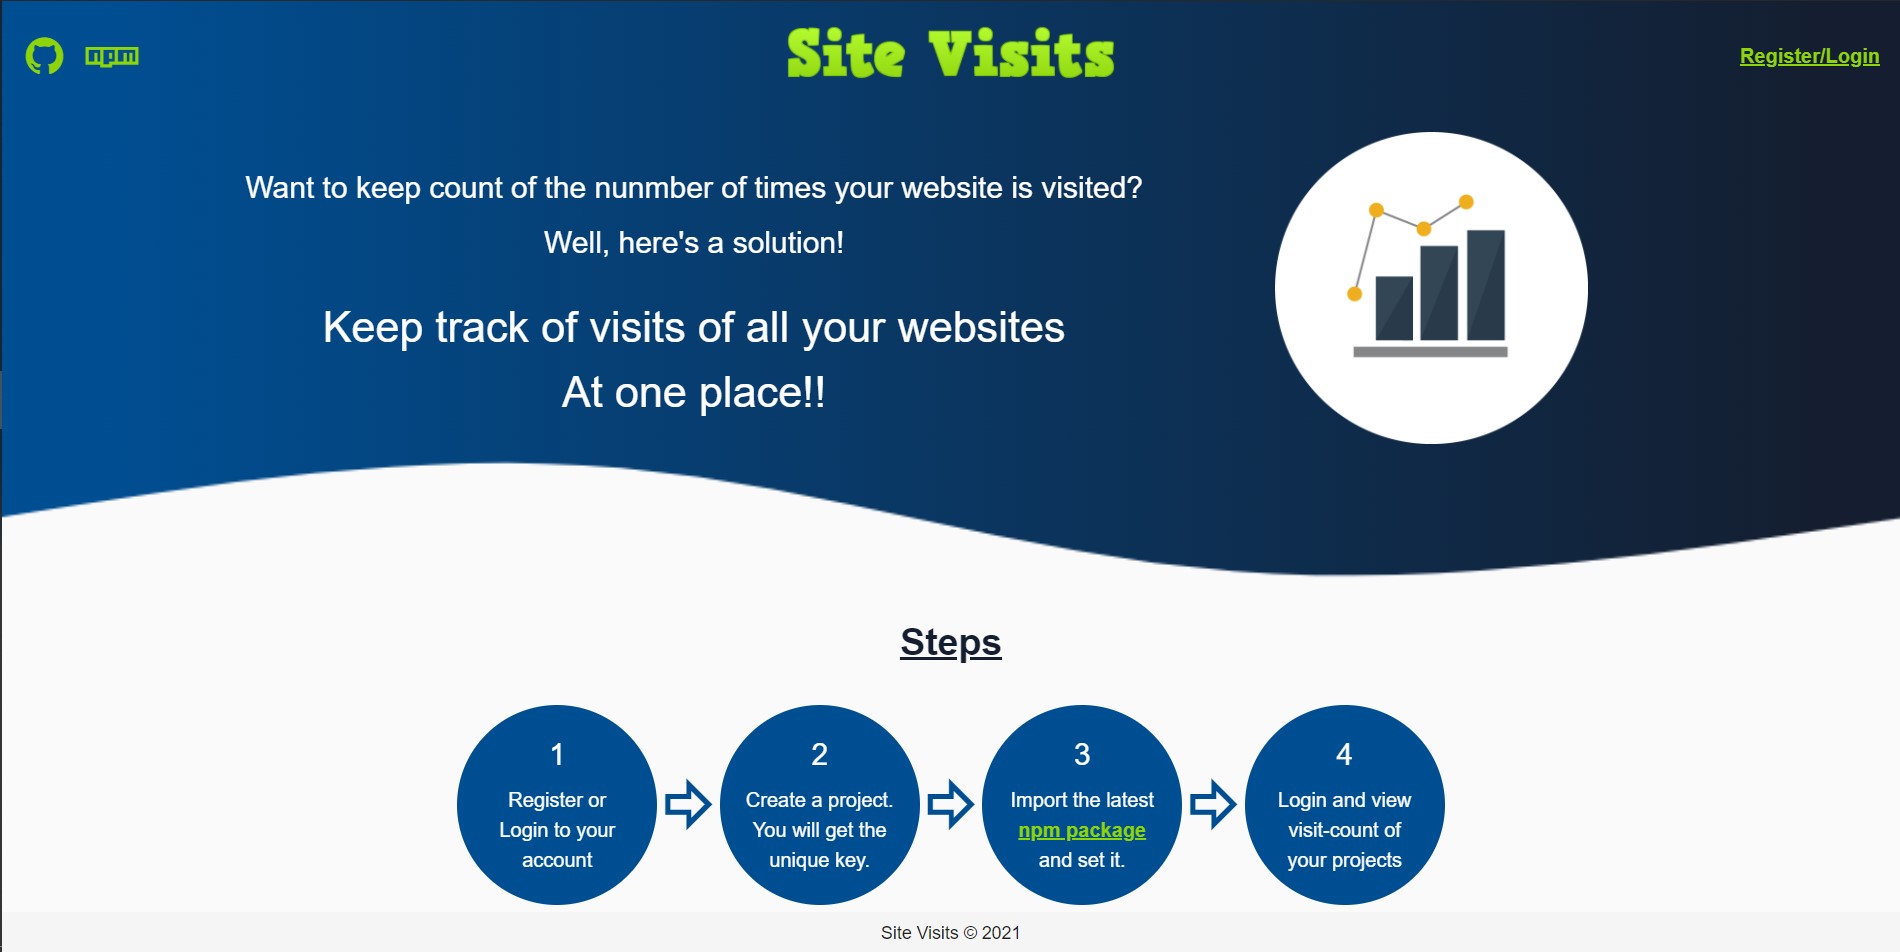 npm
Site Visits
Register/Login
Want to keep count of the nunmber of times your website is visited?
Well, here's a solution!
Keep track of visits of all your websites
At one place!!
Steps
1
Register or
Login to your
account
2
Create a project.
You will get the
unique key.
3
Import the latest
npm package
and set it.
4
Login and view
visit-count of
your projects
Site Visits © 2021